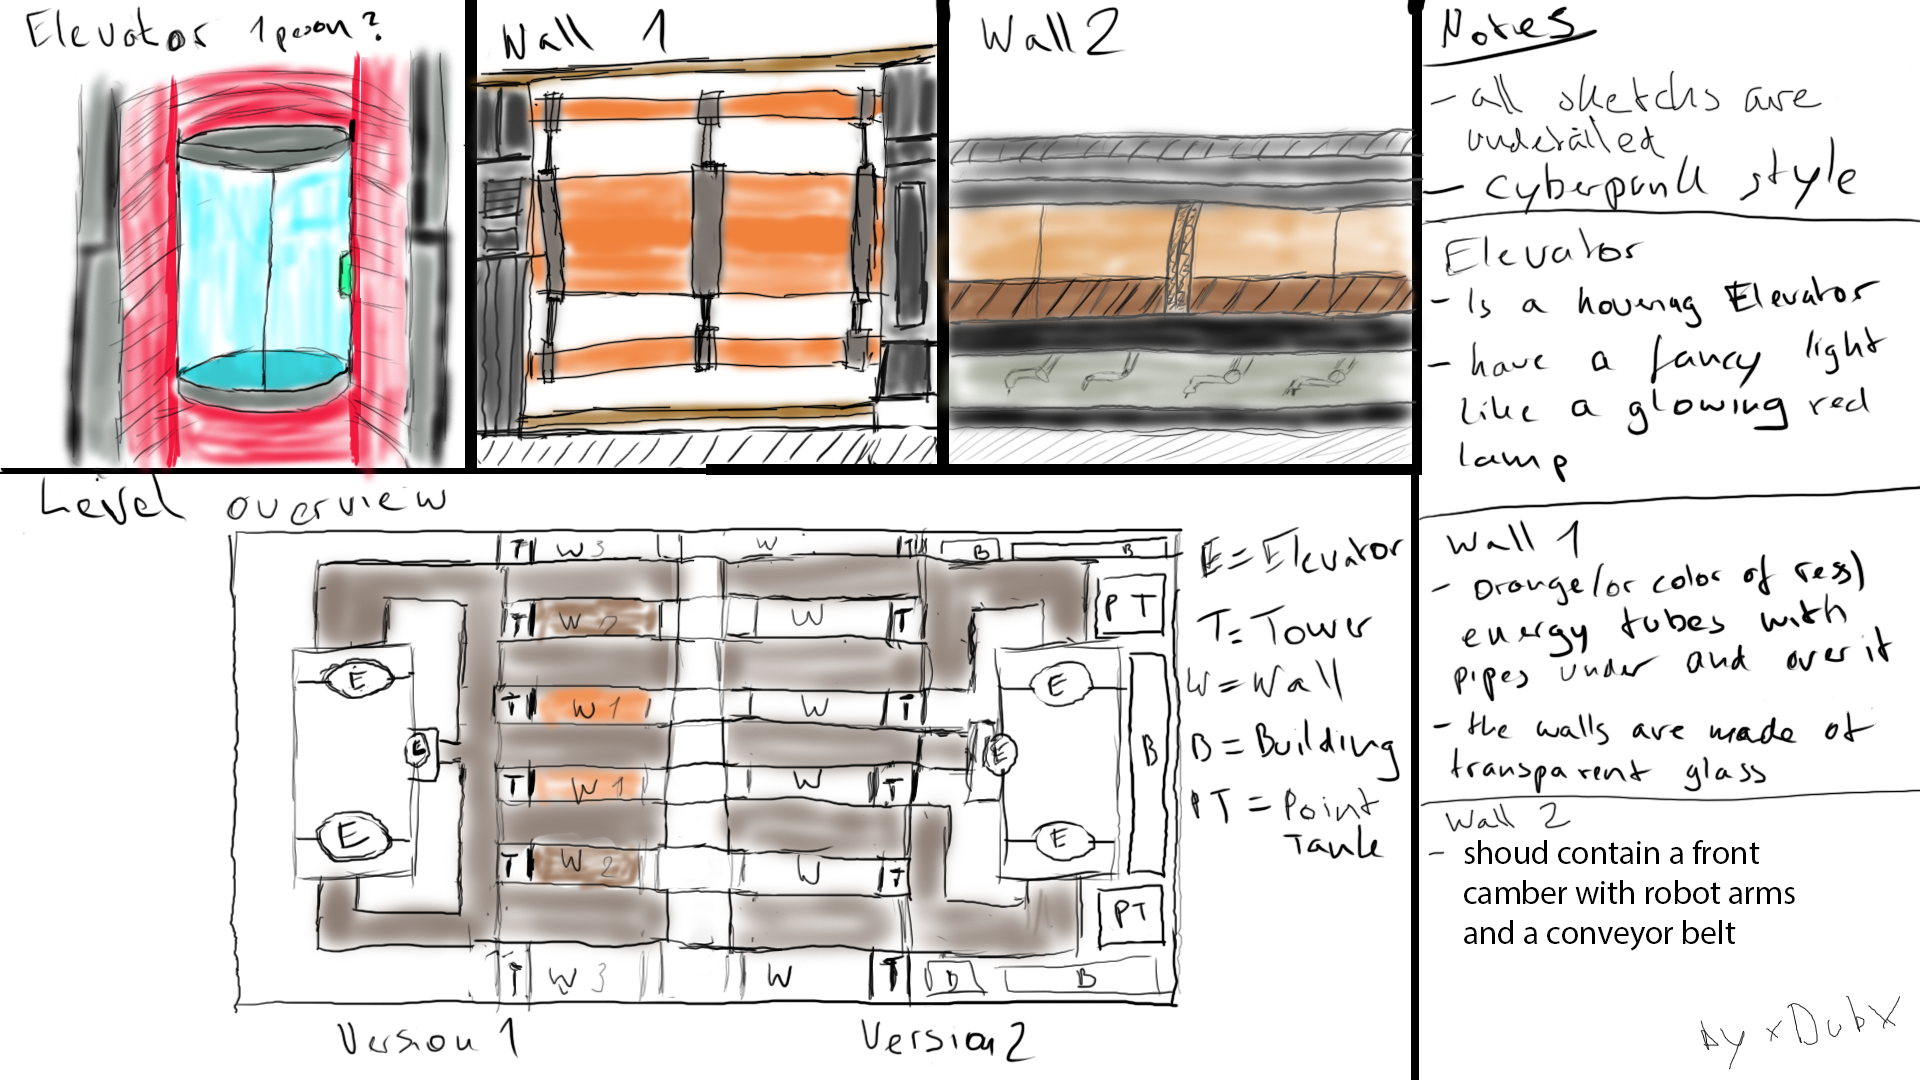 Elevator 1 person?
Wall 1
Wall 2
Notes
- all sketchs are
undetailed
- Cyberpunk style
Elevator
- Is a hovering Elevator
- have a fancy light
like a glowing red
lamp
Wall 1
- orange(or color of ress)
energy tubes with
pipes under and over it
- the walls are made of
transparent glass
Wall 2
- shoud contain a front
camber with robot arms
and a conveyor belt
by xDubX
Level overview
T W3 W T B B
T W2 W T P T
E E
T W1 W T
E E B
T W1 W T
E E
T W2 W T
PT
T W3 W T B B
E = Elevator
T = Tower
W = Wall
B = Building
PT = Point
Version 1 Version 2